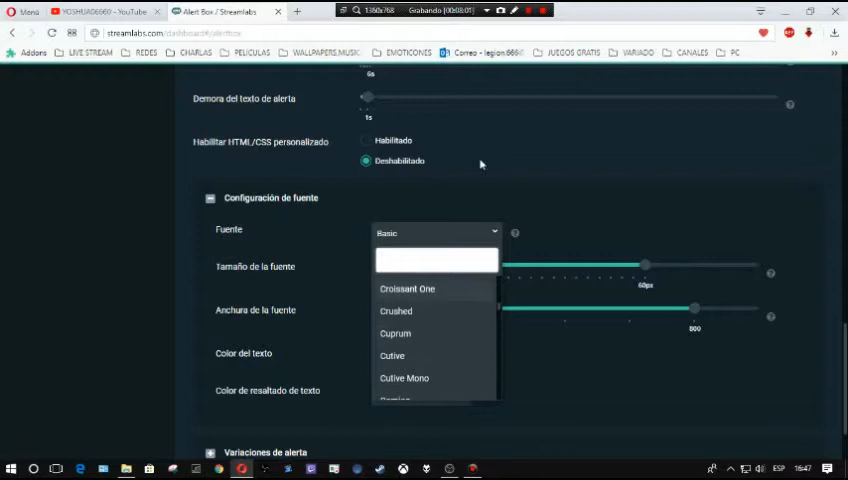 Menú
YOSHUA06660 - YouTube
Alert Box / Streamlabs
1360x768
Grabando [00:08:01]
streamlabs.com/dashboard#/alertbox
Addons
LIVE STREAM
REDES
CHARLAS
PELICULAS
WALLPAPERS,MUSIC.
EMOTICONES
Correo - legion666
JUEGOS GRATIS
VARIADO
CANALES
PC
6s
Demora del texto de alerta
1s
Habilitar HTML/CSS personalizado
Habilitado
Deshabilitado
Configuración de fuente
Fuente
Basic
Croissant One
Crushed
Cuprum
Cutive
Cutive Mono
Tamaño de la fuente
60px
Anchura de la fuente
800
Color del texto
Color de resaltado de texto
Variaciones de alerta
ESP
16:47